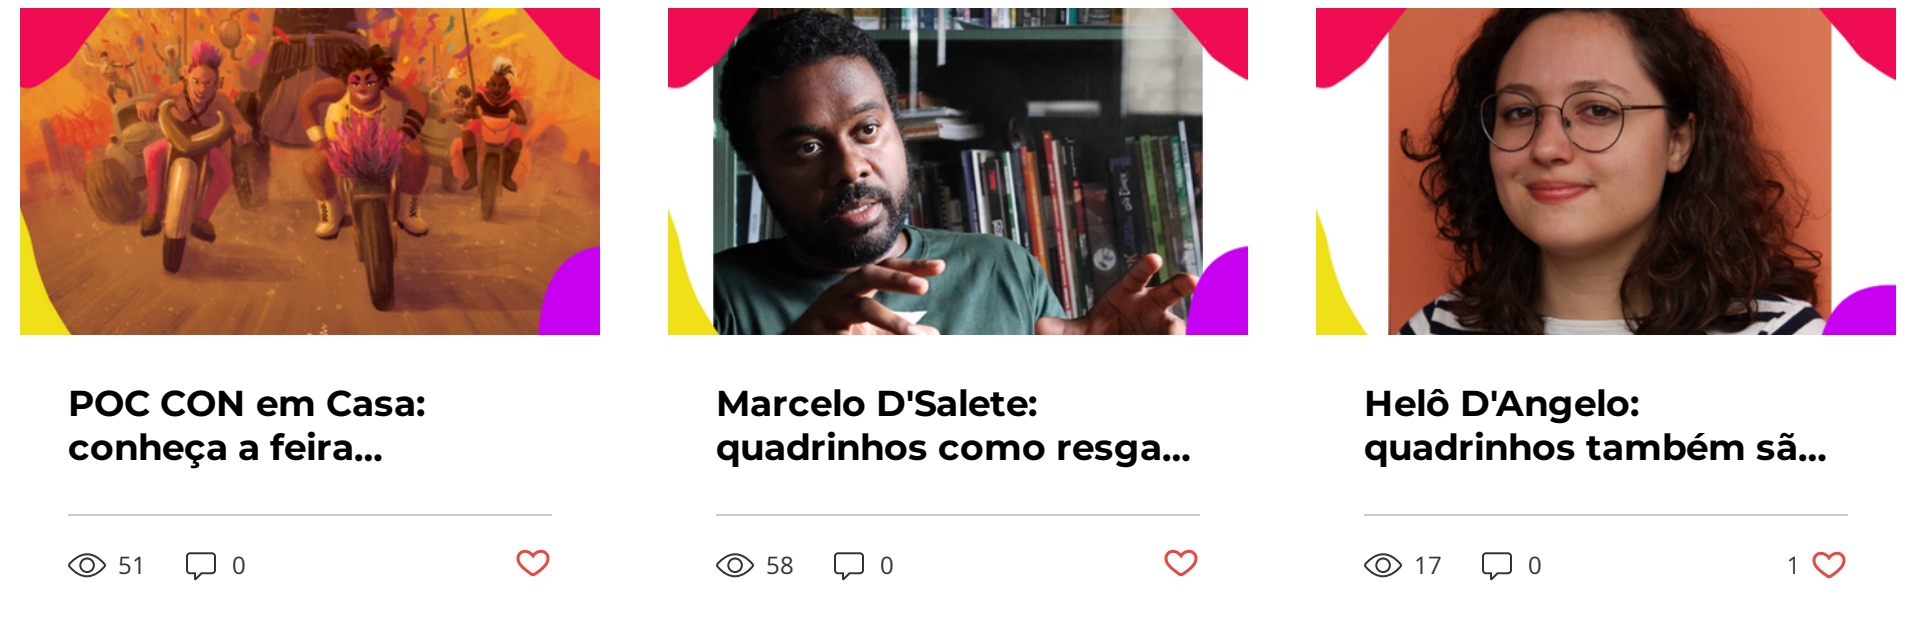 POC CON em Casa:
conheça a feira...
51
0
Marcelo D'Salete:
quadrinhos como resga...
58
0
Helô D'Angelo:
quadrinhos também sã...
17
0
1